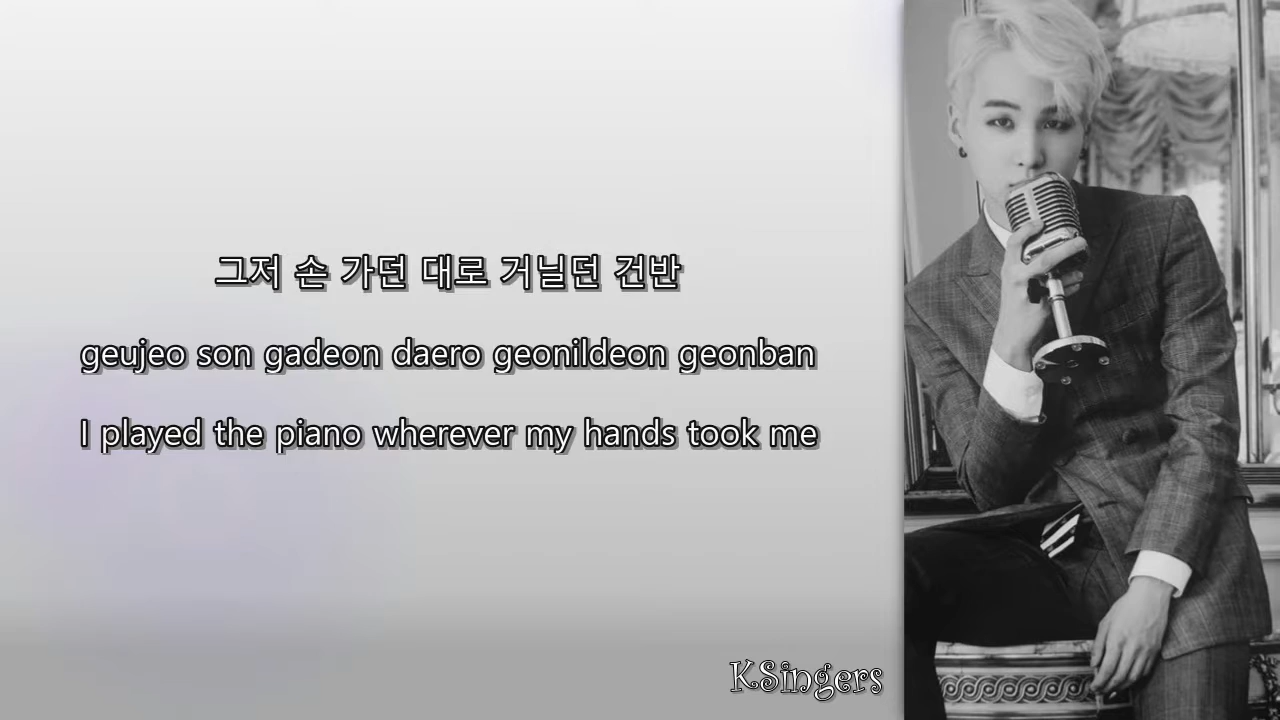 그저 손 가던 대로 거닐던 건반
geujeo son gadeon daero geonildeon geonban
I played the piano wherever my hands took me
KSingers